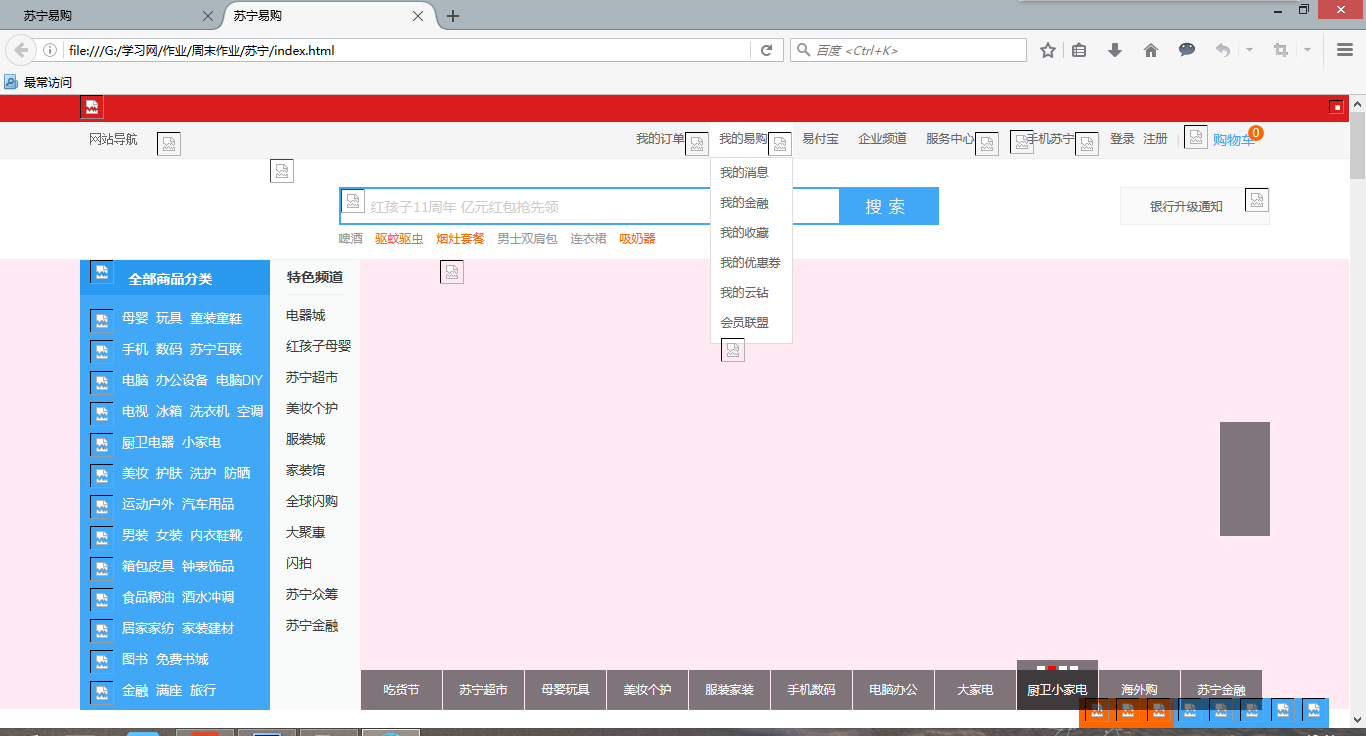 苏宁易购 苏宁易购
file:///G:/学习网/作业/周末作业/苏宁/index.html 百度 <Ctrl+K>
最常访问
网站导航 我的订单 我的易购 易付宝 企业频道 服务中心 手机苏宁 登录 注册 购物车 0
我的消息
我的金融
我的收藏
我的优惠券
我的云钻
会员联盟
红孩子11周年 亿元红包抢先领 搜 索 银行升级通知
啤酒 驱蚊驱虫 烟灶套餐 男士双肩包 连衣裙 吸奶器
全部商品分类
母婴 玩具 童装童鞋
手机 数码 苏宁互联
电脑 办公设备 电脑DIY
电视 冰箱 洗衣机 空调
厨卫电器 小家电
美妆 护肤 洗护 防晒
运动户外 汽车用品
男装 女装 内衣鞋靴
箱包皮具 钟表饰品
食品粮油 酒水冲调
居家家纺 家装建材
图书 免费书城
金融 满座 旅行
特色频道
电器城
红孩子母婴
苏宁超市
美妆个护
服装城
家装馆
全球闪购
大聚惠
闪拍
苏宁众筹
苏宁金融
吃货节 苏宁超市 母婴玩具 美妆个护 服装家装 手机数码 电脑办公 大家电 厨卫小家电 海外购 苏宁金融